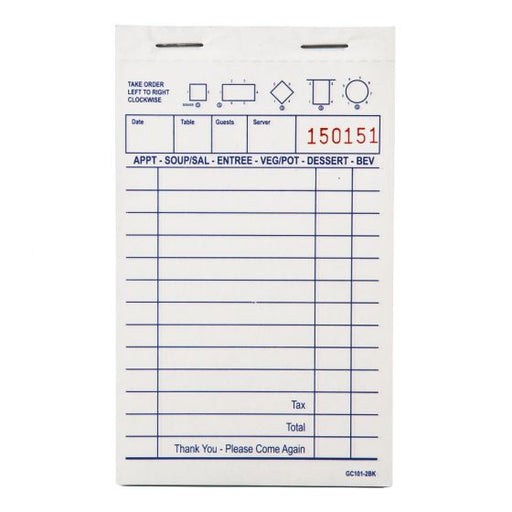 TAKE ORDER
LEFT TO RIGHT
CLOCKWISE
Date Table Guests Server 150151
APPT - SOUP/SAL - ENTREE - VEG/POT - DESSERT - BEV
Tax
Total
Thank You - Please Come Again
GC101-2BK